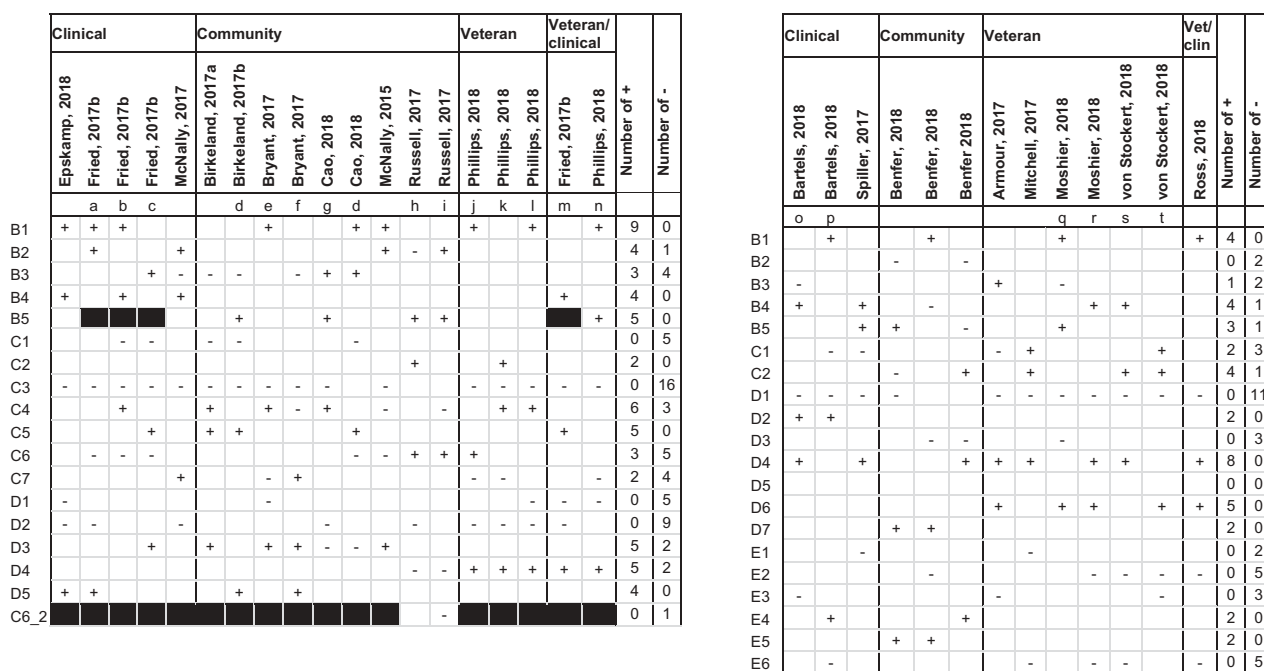 Clinical Community Veteran Veteran/
clinical
Epskamp, 2018
Fried, 2017b
Fried, 2017b
Fried, 2017b
McNally, 2017
Birkeland, 2017a
Birkeland, 2017b
Bryant, 2017
Bryant, 2017
Cao, 2018
Cao, 2018
McNally, 2015
Russell, 2017
Russell, 2017
Phillips, 2018
Phillips, 2018
Phillips, 2018
Fried, 2017b
Phillips, 2018
Number of +
Number of -
a b c d e f g d h i j k l m n
B1 + + + + + + + + + 9 0
B2 + + + - + 4 1
B3 + - - - - + + 3 4
B4 + + + + 4 0
B5 + + + + + 5 0
C1 - - - - - 0 5
C2 + + 2 0
C3 - - - - - - - - - - - - - - - - 0 16
C4 + + + - + - - + + 6 3
C5 + + + + + 5 0
C6 - - - - - + + + 3 5
C7 + - + - - - 2 4
D1 - - - - - 0 5
D2 - - - - - - - - - 0 9
D3 + + + + - - + 5 2
D4 - - + + + + + 5 2
D5 + + + + 4 0
C6_2 - 0 1
Clinical Community Veteran Vet/
clin
Bartels, 2018
Bartels, 2018
Spiller, 2017
Benfer, 2018
Benfer, 2018
Benfer 2018
Armour, 2017
Mitchell, 2017
Moshier, 2018
Moshier, 2018
von Stockert, 2018
von Stockert, 2018
Ross, 2018
Number of +
Number of -
o p q r s t
B1 + + + + 4 0
B2 - - 0 2
B3 - + - 1 2
B4 + + - + + 4 1
B5 + + - + 3 1
C1 - - - + + 2 3
C2 - + + + + 4 1
D1 - - - - - - - - - - - 0 11
D2 + + 2 0
D3 - - - 0 3
D4 + + + + + + + + 8 0
D5 0 0
D6 + + + + + 5 0
D7 + + 2 0
E1 - - 0 2
E2 - - - - - 0 5
E3 - - - 0 3
E4 + + 2 0
E5 + + 2 0
E6 - - - - - 0 5